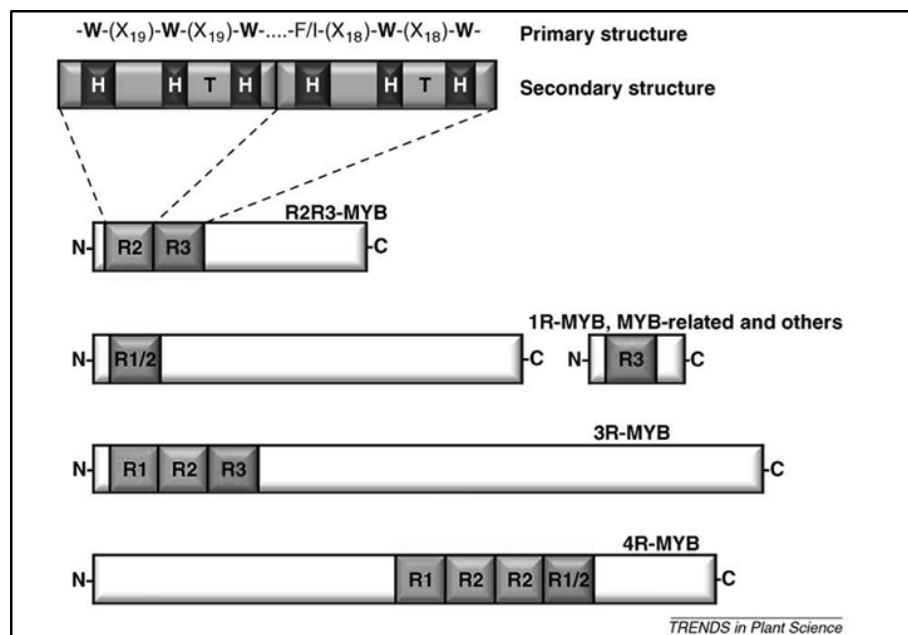 -W-(X₁₉)-W-(X₁₉)-W-....-F/I-(X₁₈)-W-(X₁₈)-W- Primary structure
H H T H H H T H Secondary structure
R2R3-MYB
N- R2 R3 -C
1R-MYB, MYB-related and others
N- R1/2 -C N- R3 -C
3R-MYB
N- R1 R2 R3 -C
4R-MYB
N- R1 R2 R2 R1/2 -C
TRENDS in Plant Science